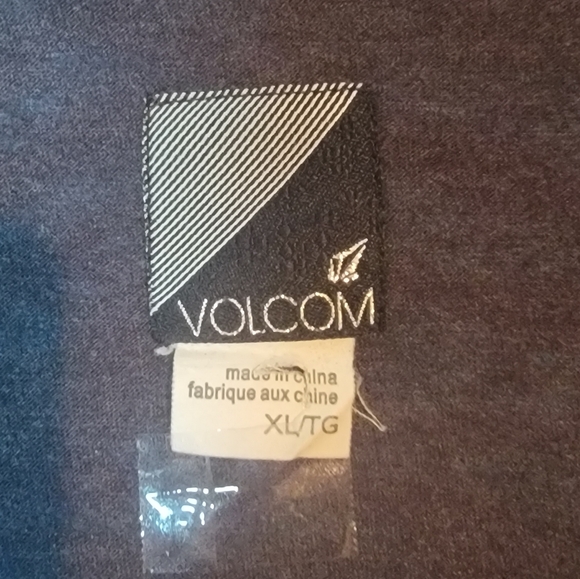 VOLCOM
made in china
fabrique aux chine
XL/TG